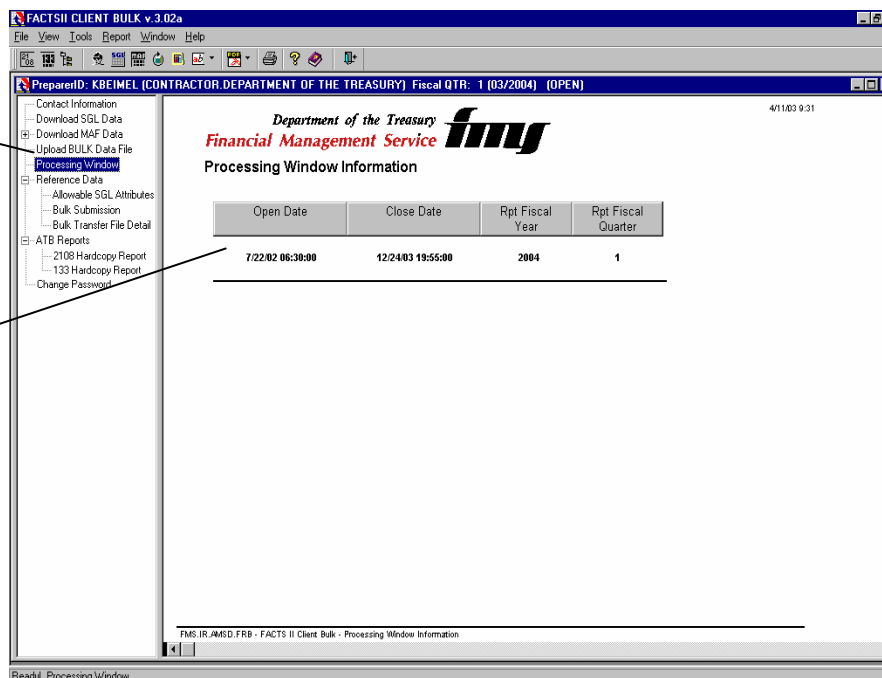 FACTSII CLIENT BULK v.3.02a
File View Tools Report Window Help
PreparerID: KBEIMEL (CONTRACTOR.DEPARTMENT OF THE TREASURY) Fiscal QTR: 1 (03/2004) (OPEN)
Contact Information
Download SGL Data
Download MAF Data
Upload BULK Data File
Processing Window
Reference Data
Allowable SGL Attributes
Bulk Submission
Bulk Transfer File Detail
ATB Reports
2108 Hardcopy Report
133 Hardcopy Report
Change Password
4/11/03 9:31
Department of the Treasury
Financial Management Service
fms
Processing Window Information
Open Date Close Date Rpt Fiscal Year Rpt Fiscal Quarter
7/22/02 06:30:00 12/24/03 19:55:00 2004 1
FMS.IR.AMSD.FRB - FACTS II Client Bulk - Processing Window Information
Ready! Processing Window